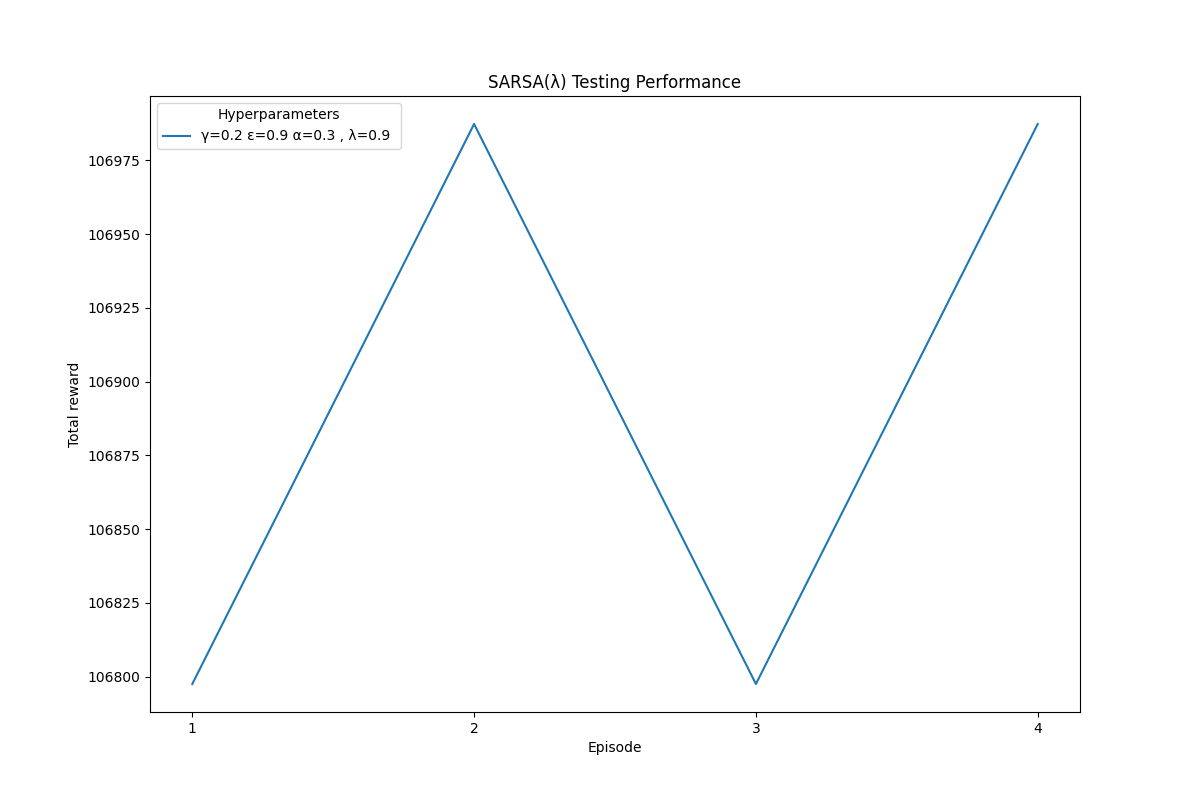 SARSA(λ) Testing Performance
Hyperparameters
γ=0.2 ε=0.9 α=0.3 , λ=0.9
106975
106950
106925
106900
106875
106850
106825
106800
Total reward
1 2 3 4
Episode